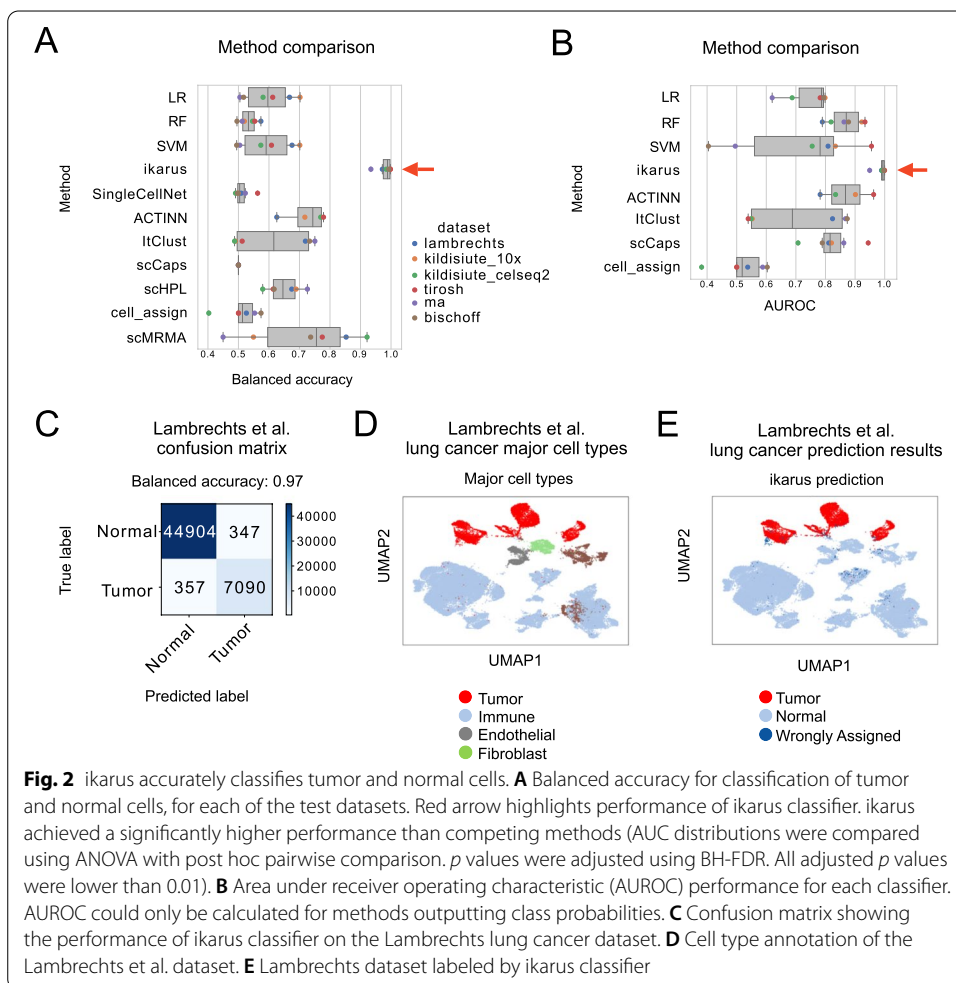 A
Method comparison
Method
LR
RF
SVM
ikarus
SingleCellNet
ACTINN
ItClust
scCaps
scHPL
cell_assign
scMRMA
0.4 0.5 0.6 0.7 0.8 0.9 1.0
Balanced accuracy
dataset
lambrechts
kildisiute_10x
kildisiute_celseq2
tirosh
ma
bischoff
B
Method comparison
Method
LR
RF
SVM
ikarus
ACTINN
ItClust
scCaps
cell_assign
0.4 0.5 0.6 0.7 0.8 0.9 1.0
AUROC
C
Lambrechts et al.
confusion matrix
Balanced accuracy: 0.97
True label
Normal 44904 347
Tumor 357 7090
Normal Tumor
Predicted label
40000
30000
20000
10000
D
Lambrechts et al.
lung cancer major cell types
Major cell types
UMAP2
UMAP1
Tumor
Immune
Endothelial
Fibroblast
E
Lambrechts et al.
lung cancer prediction results
ikarus prediction
UMAP2
UMAP1
Tumor
Normal
Wrongly Assigned
Fig. 2 ikarus accurately classifies tumor and normal cells. A Balanced accuracy for classification of tumor
and normal cells, for each of the test datasets. Red arrow highlights performance of ikarus classifier. ikarus
achieved a significantly higher performance than competing methods (AUC distributions were compared
using ANOVA with post hoc pairwise comparison. p values were adjusted using BH-FDR. All adjusted p values
were lower than 0.01). B Area under receiver operating characteristic (AUROC) performance for each classifier.
AUROC could only be calculated for methods outputting class probabilities. C Confusion matrix showing
the performance of ikarus classifier on the Lambrechts lung cancer dataset. D Cell type annotation of the
Lambrechts et al. dataset. E Lambrechts dataset labeled by ikarus classifier